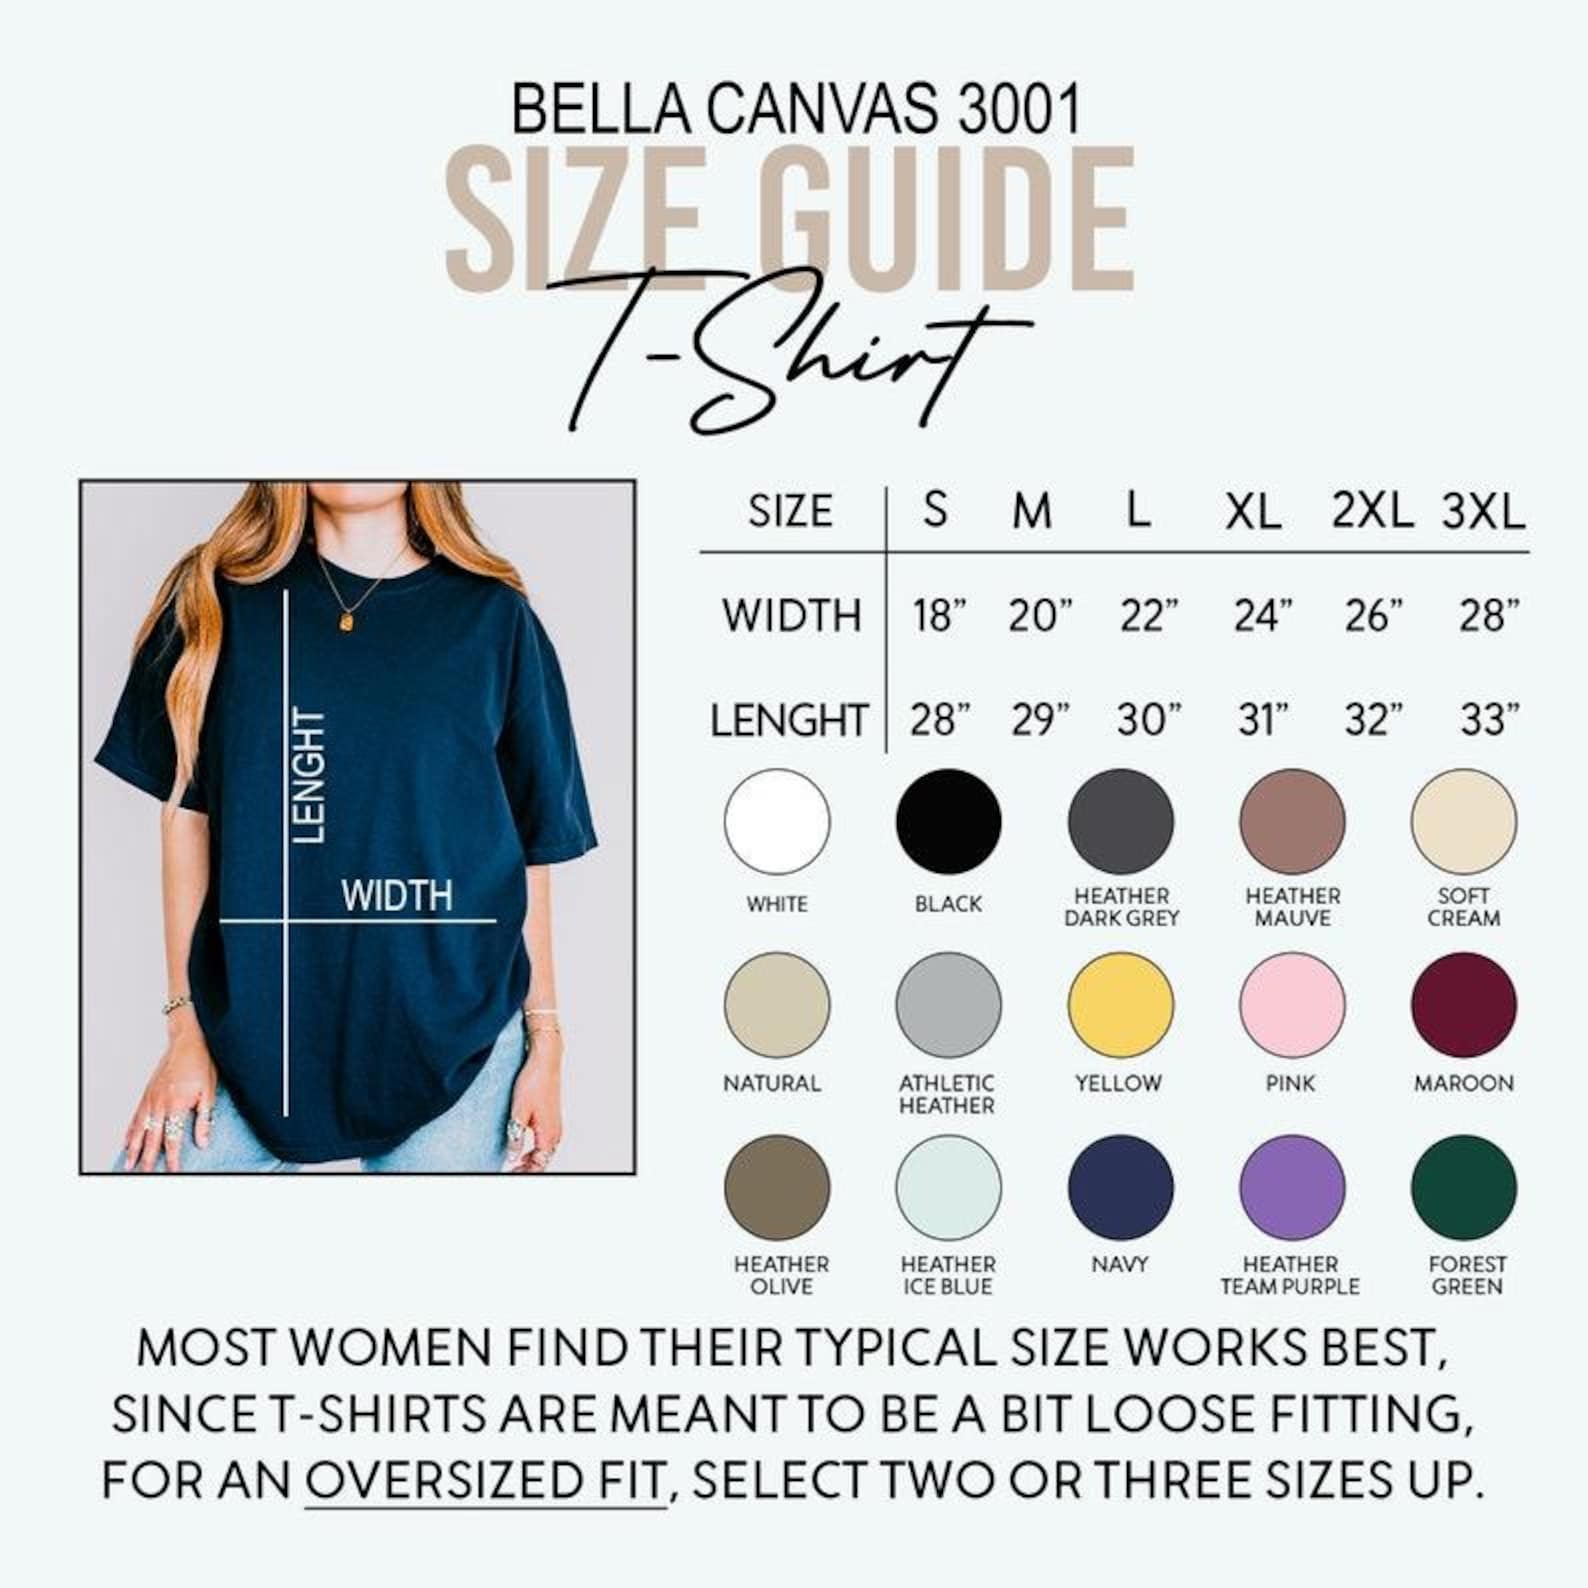 BELLA CANVAS 3001
SIZE GUIDE
T-Shirt
LENGHT
WIDTH
SIZE S M L XL 2XL 3XL
WIDTH 18” 20” 22” 24” 26” 28”
LENGHT 28” 29” 30” 31” 32” 33”
WHITE
BLACK
HEATHER
DARK GREY
HEATHER
MAUVE
SOFT
CREAM
NATURAL
ATHLETIC
HEATHER
YELLOW
PINK
MAROON
HEATHER
OLIVE
HEATHER
ICE BLUE
NAVY
HEATHER
TEAM PURPLE
FOREST
GREEN
MOST WOMEN FIND THEIR TYPICAL SIZE WORKS BEST,
SINCE T-SHIRTS ARE MEANT TO BE A BIT LOOSE FITTING,
FOR AN OVERSIZED FIT, SELECT TWO OR THREE SIZES UP.